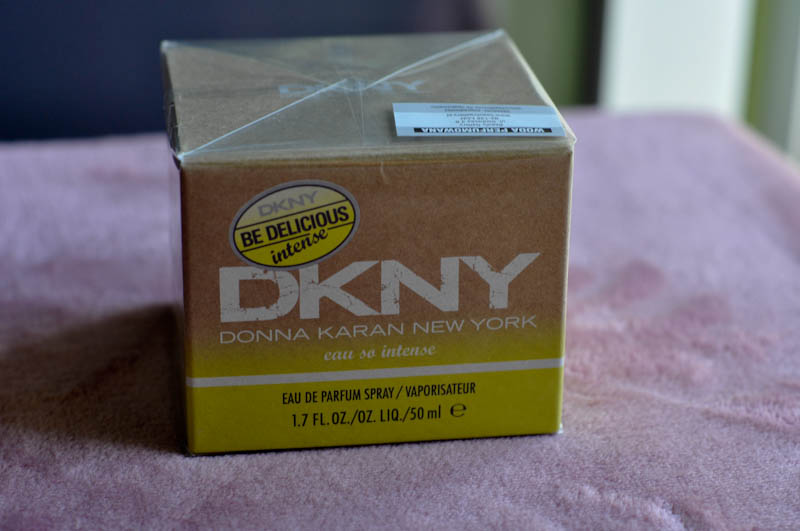 DKNY
WODA PERFUMOWANA
DKNY
BE DELICIOUS
intense
DKNY
DONNA KARAN NEW YORK
eau so intense
EAU DE PARFUM SPRAY / VAPORISATEUR
1.7 FL. OZ./OZ. LIQ./50 ml ℮